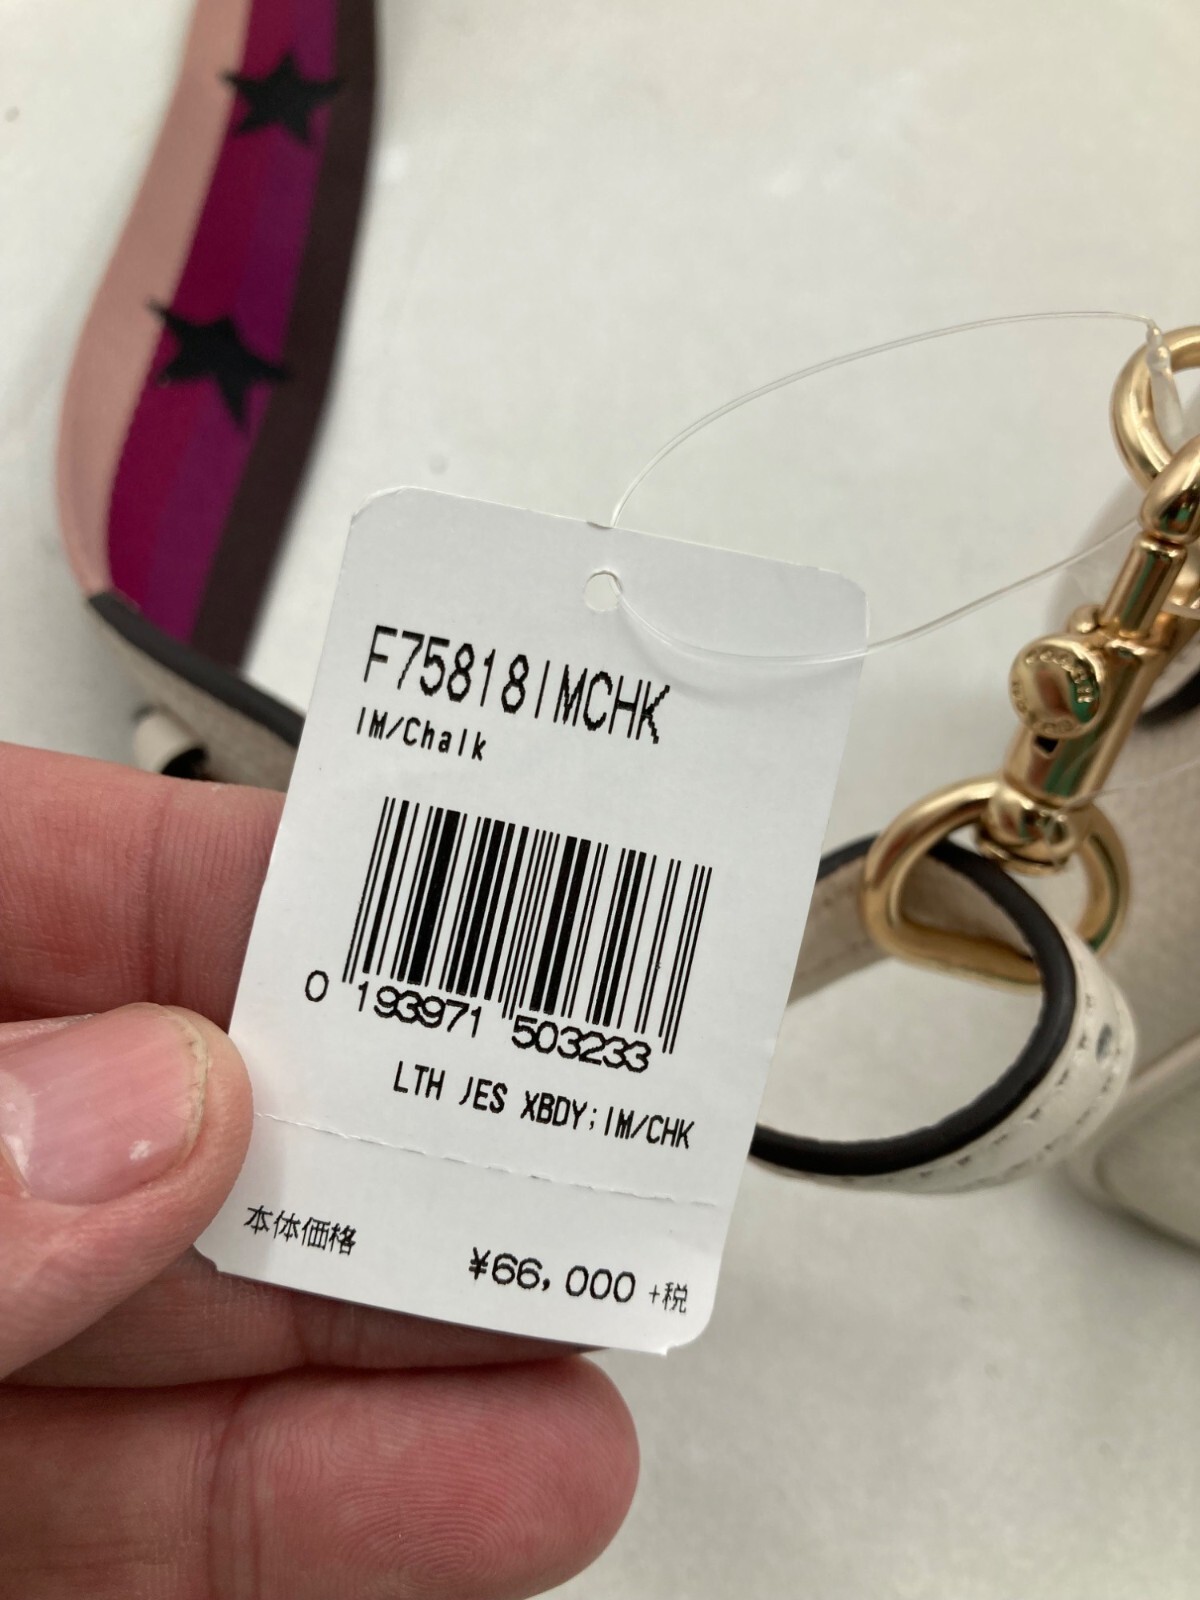 F75818IMCHK
IM/Chalk
0 193971 503233
LTH JES XBDY;IM/CHK
本体価格 ¥66,000 +税